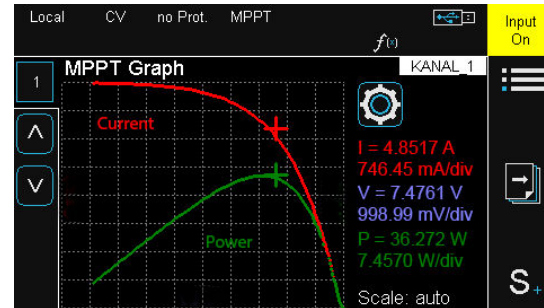 Local CV no Prot. MPPT
f(x)
Input
On
1 MPPT Graph KANAL_1
Current
I = 4.8517 A
746.45 mA/div
V = 7.4761 V
998.99 mV/div
Power
P = 36.272 W
7.4570 W/div
Scale: auto
S+